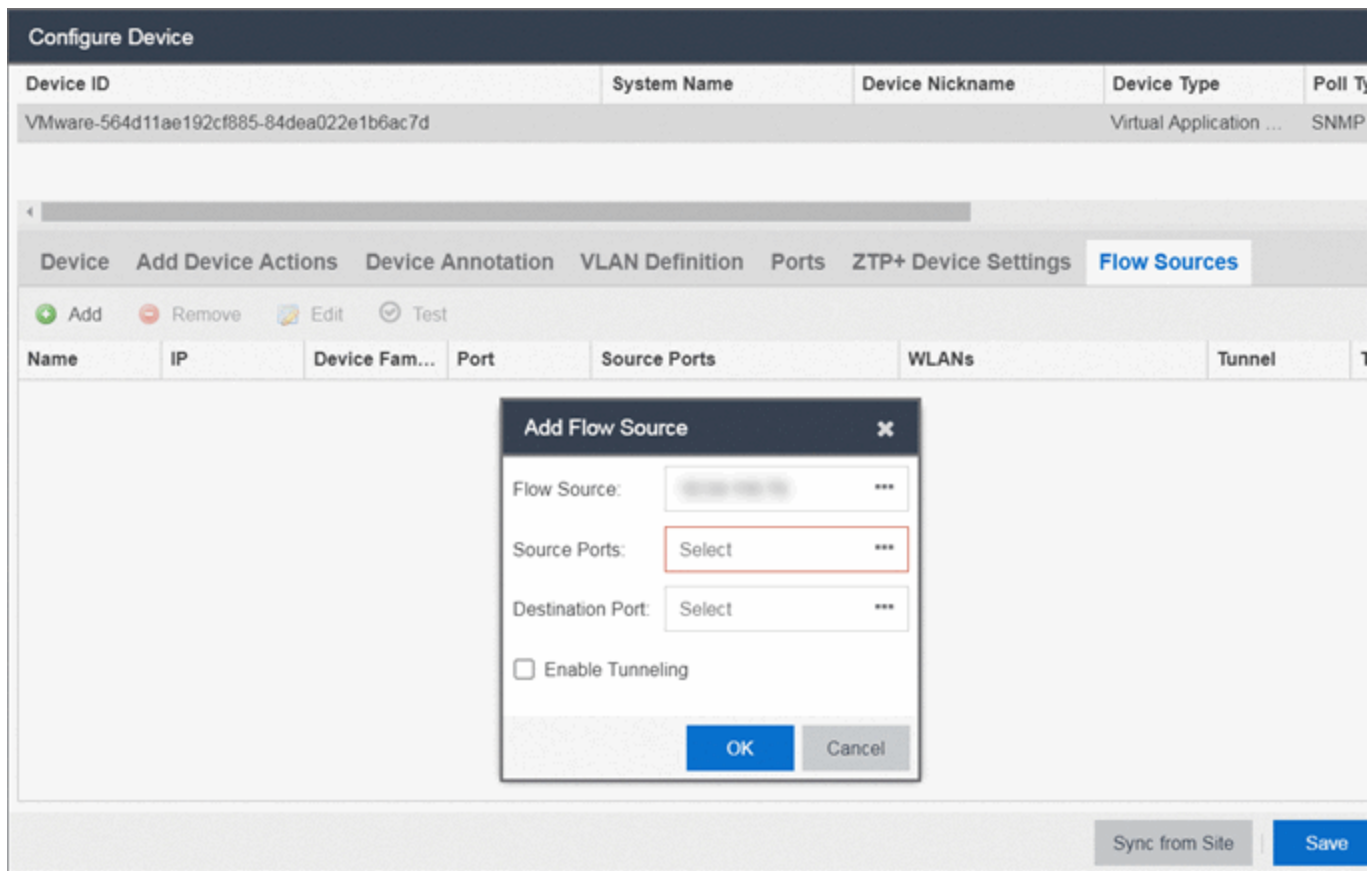 Configure Device
Device ID System Name Device Nickname Device Type Poll Ty
VMware-564d11ae192cf885-84dea022e1b6ac7d Virtual Application ... SNMP
Device Add Device Actions Device Annotation VLAN Definition Ports ZTP+ Device Settings Flow Sources
Add Remove Edit Test
Name IP Device Fam... Port Source Ports WLANs Tunnel T
Add Flow Source
Flow Source:
Source Ports: Select
Destination Port: Select
Enable Tunneling
OK Cancel
Sync from Site Save